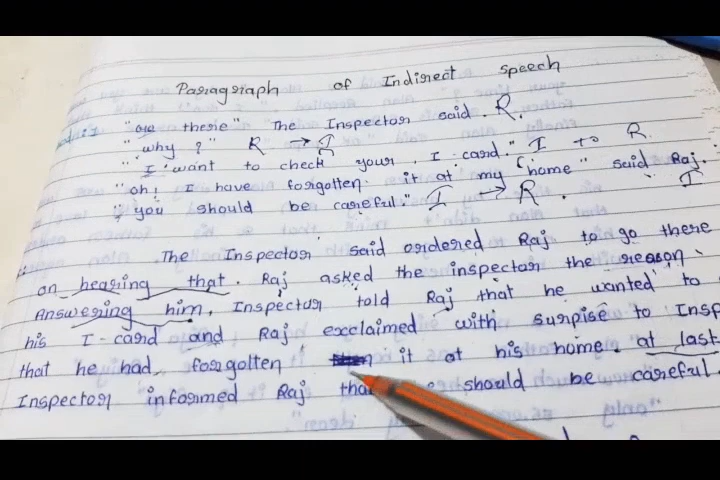 Paragraph of Indirect speech
"are there" The Inspector said. R.
"why?" R → I
"I want to check your I-card." I to R.
"oh! I have forgotten it at my home" said Raj.
"you should be careful." I → R. I
The Inspector said ordered Raj to go there
on hearing that. Raj asked the inspector the reason
Answering him, Inspector told Raj that he wanted to
his I-card and Raj exclaimed with surpise to Insp
that he had forgotten it at his home. at last
Inspector informed Raj should be careful.